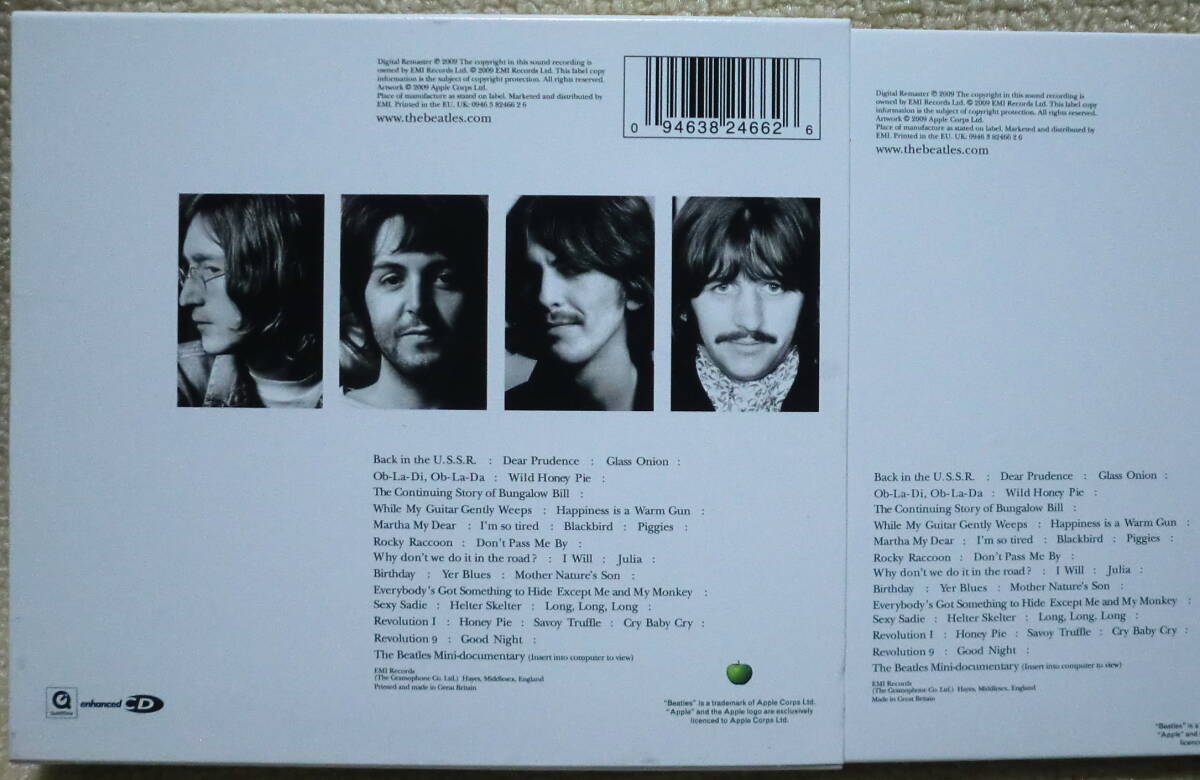 Digital Remaster ℗ 2009 The copyright in this sound recording is
owned by EMI Records Ltd. © 2009 EMI Records Ltd. This label copy
information is the subject of copyright protection. All rights reserved.
Artwork © 2009 Apple Corps Ltd.
Place of manufacture as stated on label. Marketed and distributed by
EMI. Printed in the EU. UK: 0946 3 82466 2 6
www.thebeatles.com
0 94638 24662 6
Back in the U.S.S.R. : Dear Prudence : Glass Onion :
Ob-La-Di, Ob-La-Da : Wild Honey Pie :
The Continuing Story of Bungalow Bill :
While My Guitar Gently Weeps : Happiness is a Warm Gun :
Martha My Dear : I'm so tired : Blackbird : Piggies :
Rocky Raccoon : Don't Pass Me By :
Why don't we do it in the road? : I Will : Julia :
Birthday : Yer Blues : Mother Nature's Son :
Everybody's Got Something to Hide Except Me and My Monkey :
Sexy Sadie : Helter Skelter : Long, Long, Long :
Revolution I : Honey Pie : Savoy Truffle : Cry Baby Cry :
Revolution 9 : Good Night :
The Beatles Mini-documentary (Insert into computer to view)
EMI Records
(The Gramophone Co. Ltd.) Hayes, Middlesex, England
Printed and made in Great Britain
enhanced CD
"Beatles" is a trademark of Apple Corps Ltd.
"Apple" and the Apple logo are exclusively
licenced to Apple Corps Ltd.
Digital Remaster ℗ 2009 The copyright in this sound recording is
owned by EMI Records Ltd. © 2009 EMI Records Ltd. This label copy
information is the subject of copyright protection. All rights reserved.
Artwork © 2009 Apple Corps Ltd.
Place of manufacture as stated on label. Marketed and distributed by
EMI. Printed in the EU. UK: 0946 3 82466 2 6
www.thebeatles.com
Back in the U.S.S.R. : Dear Prudence : Glass Onion :
Ob-La-Di, Ob-La-Da : Wild Honey Pie :
The Continuing Story of Bungalow Bill :
While My Guitar Gently Weeps : Happiness is a Warm Gun :
Martha My Dear : I'm so tired : Blackbird : Piggies :
Rocky Raccoon : Don't Pass Me By :
Why don't we do it in the road? : I Will : Julia :
Birthday : Yer Blues : Mother Nature's Son :
Everybody's Got Something to Hide Except Me and My Monkey :
Sexy Sadie : Helter Skelter : Long, Long, Long :
Revolution I : Honey Pie : Savoy Truffle : Cry Baby Cry :
Revolution 9 : Good Night :
The Beatles Mini-documentary (Insert into computer to view)
EMI Records
(The Gramophone Co. Ltd.) Hayes, Middlesex, England
Made in Great Britain
"Beatles" is a
"Apple" and
licenc